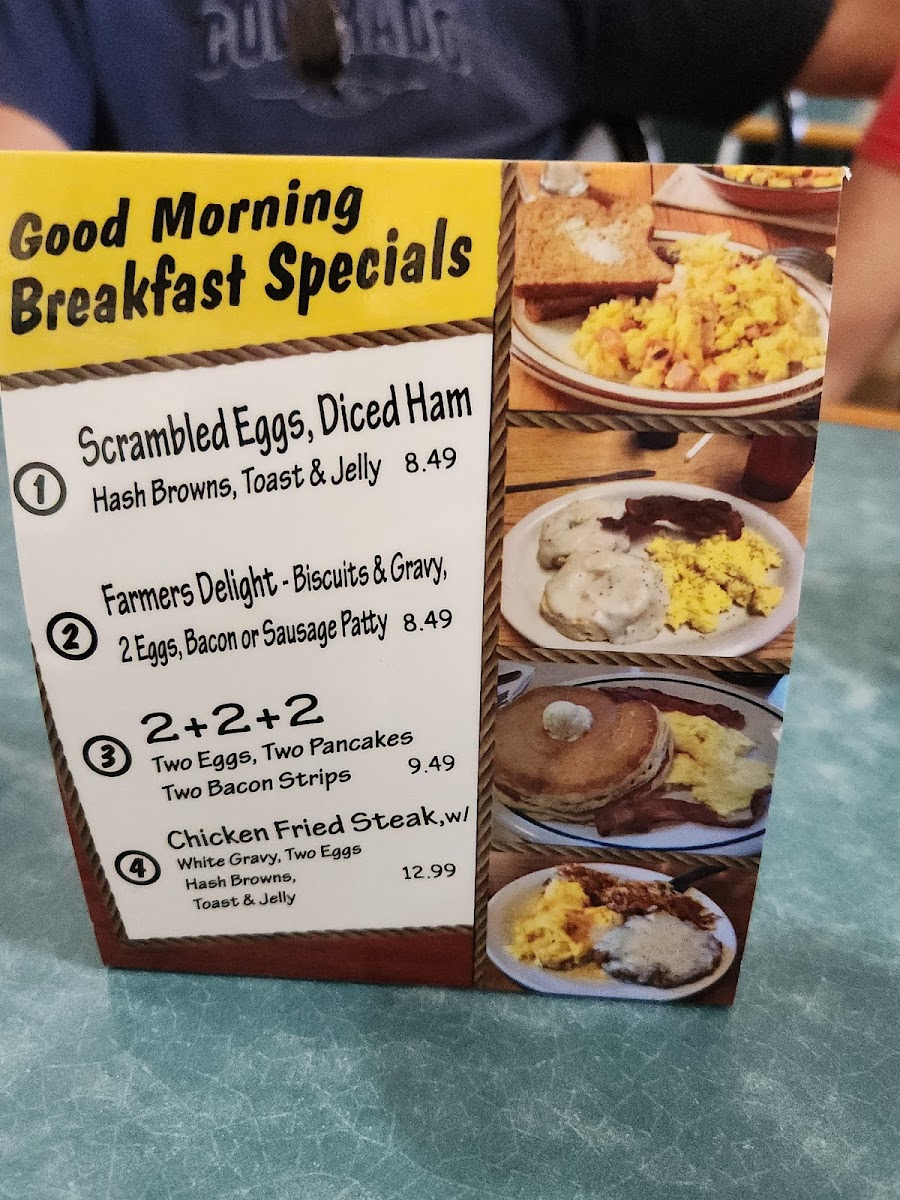 Good Morning
Breakfast Specials
1
Scrambled Eggs, Diced Ham
Hash Browns, Toast & Jelly 8.49
2
Farmers Delight - Biscuits & Gravy,
2 Eggs, Bacon or Sausage Patty 8.49
3
2+2+2
Two Eggs, Two Pancakes
Two Bacon Strips 9.49
4
Chicken Fried Steak,w/
White Gravy, Two Eggs
Hash Browns, 12.99
Toast & Jelly